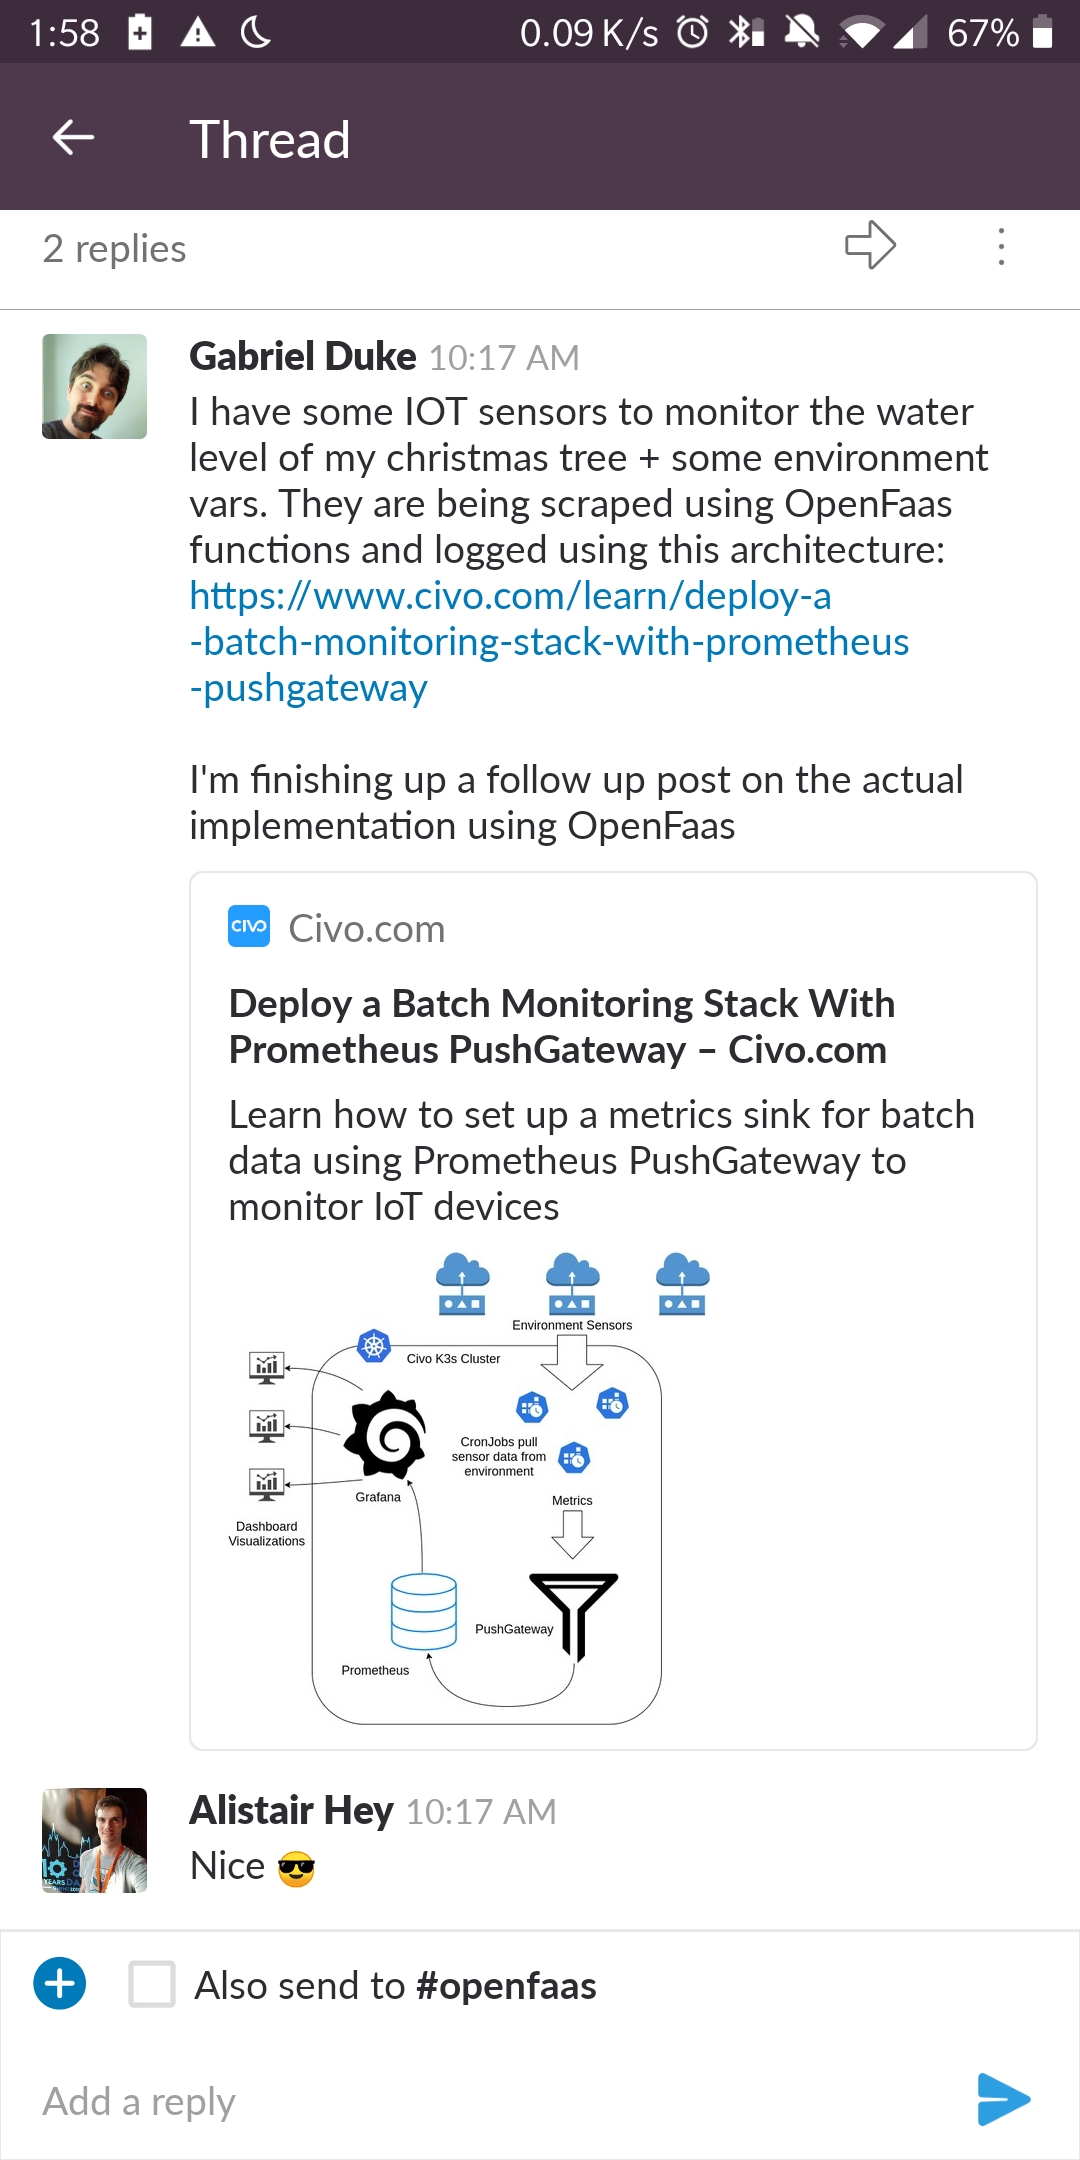 1:58 0.09 K/s 67%
Thread
2 replies
Gabriel Duke 10:17 AM
I have some IOT sensors to monitor the water
level of my christmas tree + some environment
vars. They are being scraped using OpenFaas
functions and logged using this architecture:
https://www.civo.com/learn/deploy-a
-batch-monitoring-stack-with-prometheus
-pushgateway
I'm finishing up a follow up post on the actual
implementation using OpenFaas
CIVO Civo.com
Deploy a Batch Monitoring Stack With
Prometheus PushGateway – Civo.com
Learn how to set up a metrics sink for batch
data using Prometheus PushGateway to
monitor IoT devices
Environment Sensors
Civo K3s Cluster
CronJobs pull
sensor data from
environment
Grafana
Metrics
Dashboard
Visualizations
PushGateway
Prometheus
Alistair Hey 10:17 AM
Nice 😎
10
YEARS
Also send to #openfaas
Add a reply